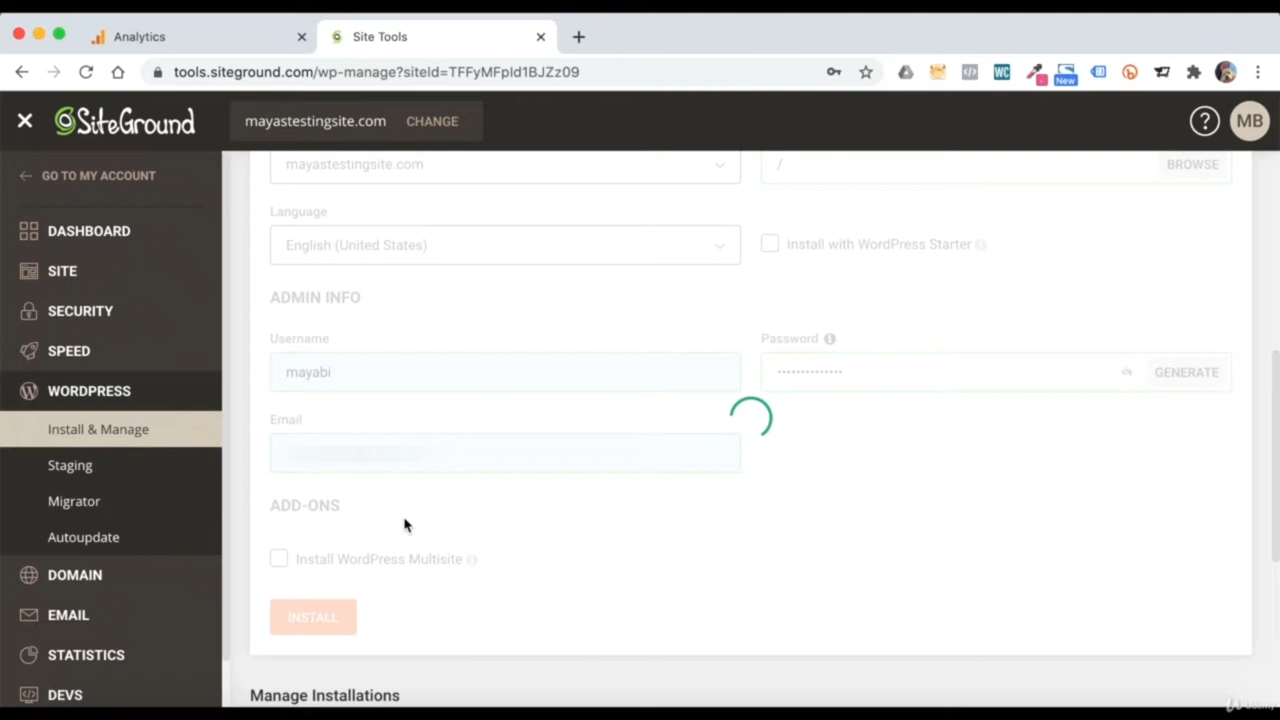 Analytics
Site Tools
tools.siteground.com/wp-manage?siteId=TFFyMFpId1BJZz09
WC
New
SiteGround
mayastestingsite.com CHANGE
?
MB
GO TO MY ACCOUNT
DASHBOARD
SITE
SECURITY
SPEED
WORDPRESS
Install & Manage
Staging
Migrator
Autoupdate
DOMAIN
EMAIL
STATISTICS
DEVS
mayastestingsite.com
/
BROWSE
Language
English (United States)
Install with WordPress Starter
ADMIN INFO
Username
Password
mayabi
··············
GENERATE
Email
ADD-ONS
Install WordPress Multisite
INSTALL
Manage Installations
Udemy